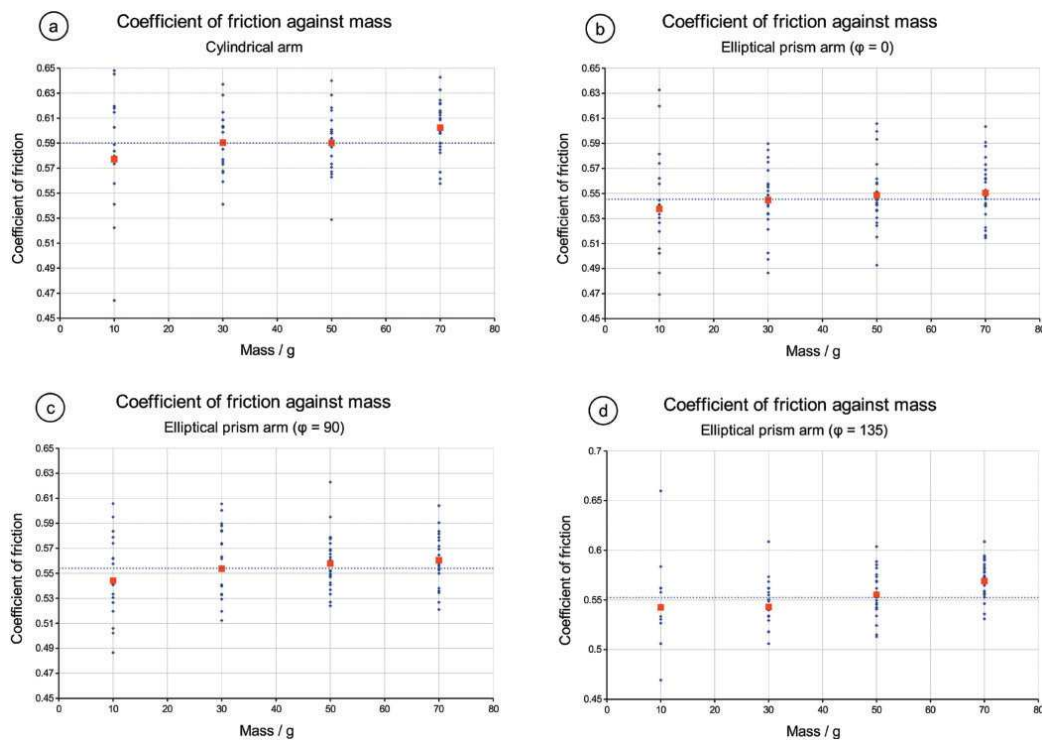 a
Coefficient of friction against mass
Cylindrical arm
0.65
0.63
0.61
0.59
0.57
0.55
0.53
0.51
0.49
0.47
0.45
Coefficient of friction
0 10 20 30 40 50 60 70 80
Mass / g
b
Coefficient of friction against mass
Elliptical prism arm (φ = 0)
0.65
0.63
0.61
0.59
0.57
0.55
0.53
0.51
0.49
0.47
0.45
Coefficient of friction
0 10 20 30 40 50 60 70 80
Mass / g
c
Coefficient of friction against mass
Elliptical prism arm (φ = 90)
0.65
0.63
0.61
0.59
0.57
0.55
0.53
0.51
0.49
0.47
0.45
Coefficient of friction
0 10 20 30 40 50 60 70 80
Mass / g
d
Coefficient of friction against mass
Elliptical prism arm (φ = 135)
0.7
0.65
0.6
0.55
0.5
0.45
Coefficient of friction
0 10 20 30 40 50 60 70 80
Mass / g